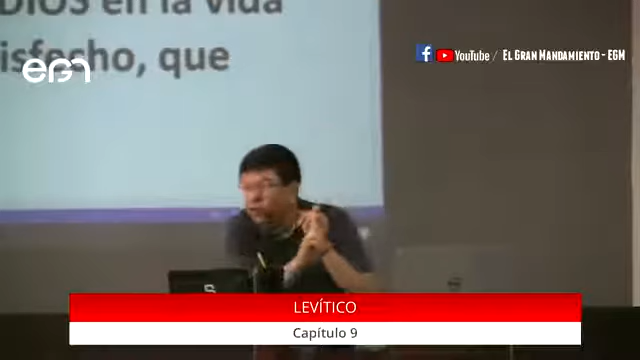 DIOS en la vida
isfecho, que
egm
YouTube / EL GRAN MANDAMIENTO - EGM
LEVÍTICO
Capítulo 9